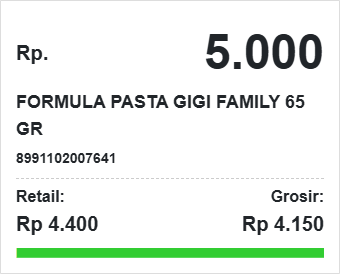 Rp. 5.000
FORMULA PASTA GIGI FAMILY 65
GR
8991102007641
Retail: Grosir:
Rp 4.400 Rp 4.150